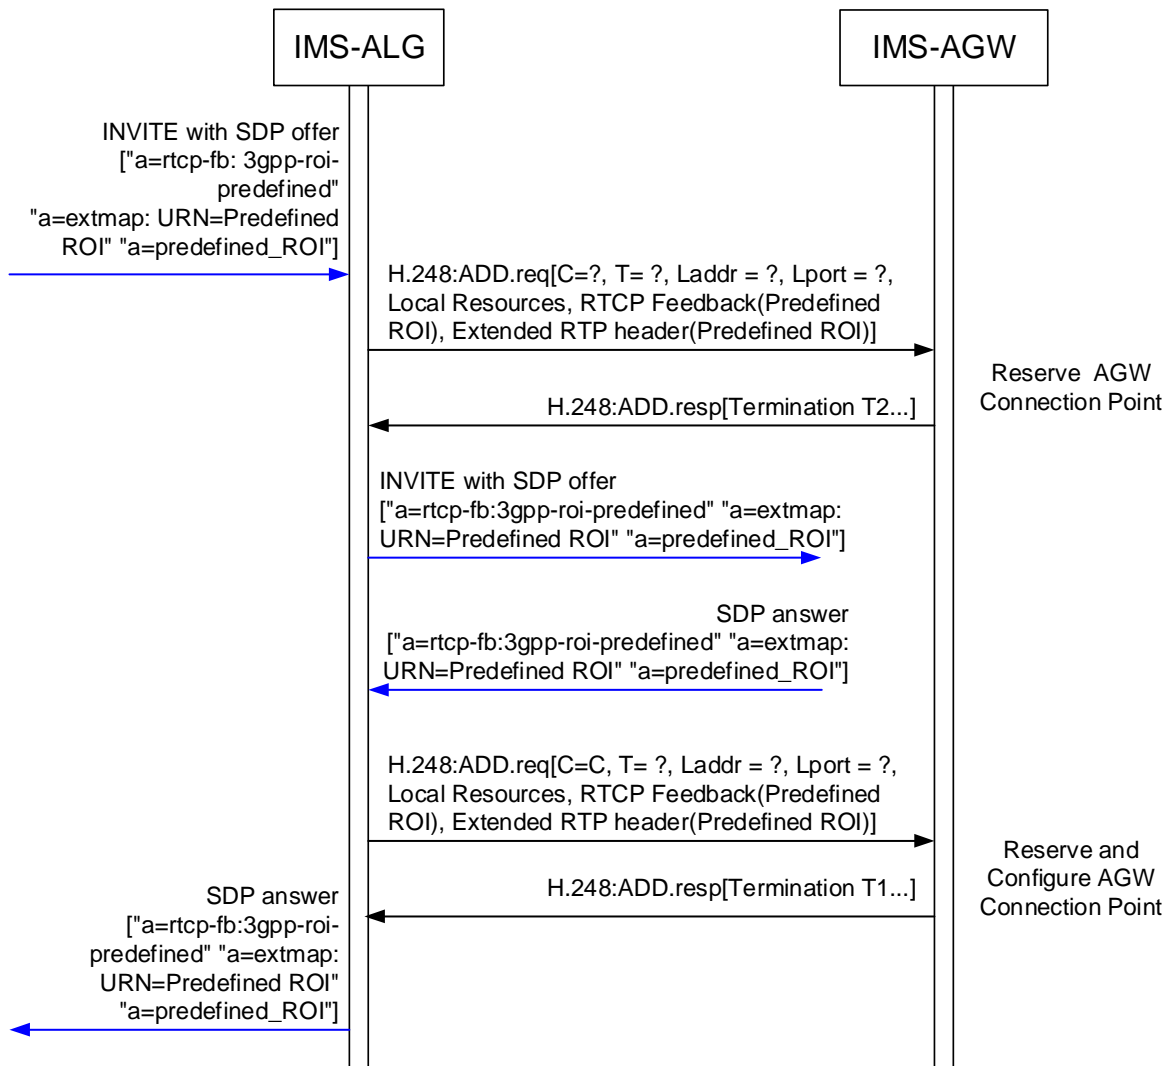 IMS-ALG
IMS-AGW
INVITE with SDP offer
["a=rtcp-fb: 3gpp-roi-
predefined"
"a=extmap: URN=Predefined
ROI" "a=predefined_ROI"]
H.248:ADD.req[C=?, T= ?, Laddr = ?, Lport = ?,
Local Resources, RTCP Feedback(Predefined
ROI), Extended RTP header(Predefined ROI)]
Reserve AGW
Connection Point
H.248:ADD.resp[Termination T2...]
INVITE with SDP offer
["a=rtcp-fb:3gpp-roi-predefined" "a=extmap:
URN=Predefined ROI" "a=predefined_ROI"]
SDP answer
["a=rtcp-fb:3gpp-roi-predefined" "a=extmap:
URN=Predefined ROI" "a=predefined_ROI"]
H.248:ADD.req[C=C, T= ?, Laddr = ?, Lport = ?,
Local Resources, RTCP Feedback(Predefined
ROI), Extended RTP header(Predefined ROI)]
Reserve and
Configure AGW
Connection Point
H.248:ADD.resp[Termination T1...]
SDP answer
["a=rtcp-fb:3gpp-roi-
predefined" "a=extmap:
URN=Predefined ROI"
"a=predefined_ROI"]